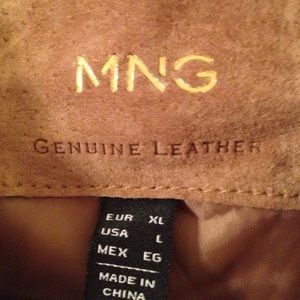 MNG
GENUINE LEATHER
EUR XL
USA L
MEX EG
MADE IN
CHINA